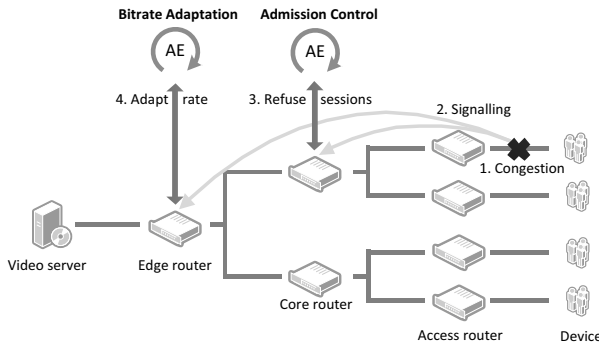 Bitrate Adaptation
Admission Control
AE
AE
4. Adapt rate
3. Refuse sessions
2. Signalling
1. Congestion
Video server
Edge router
Core router
Access router
Device